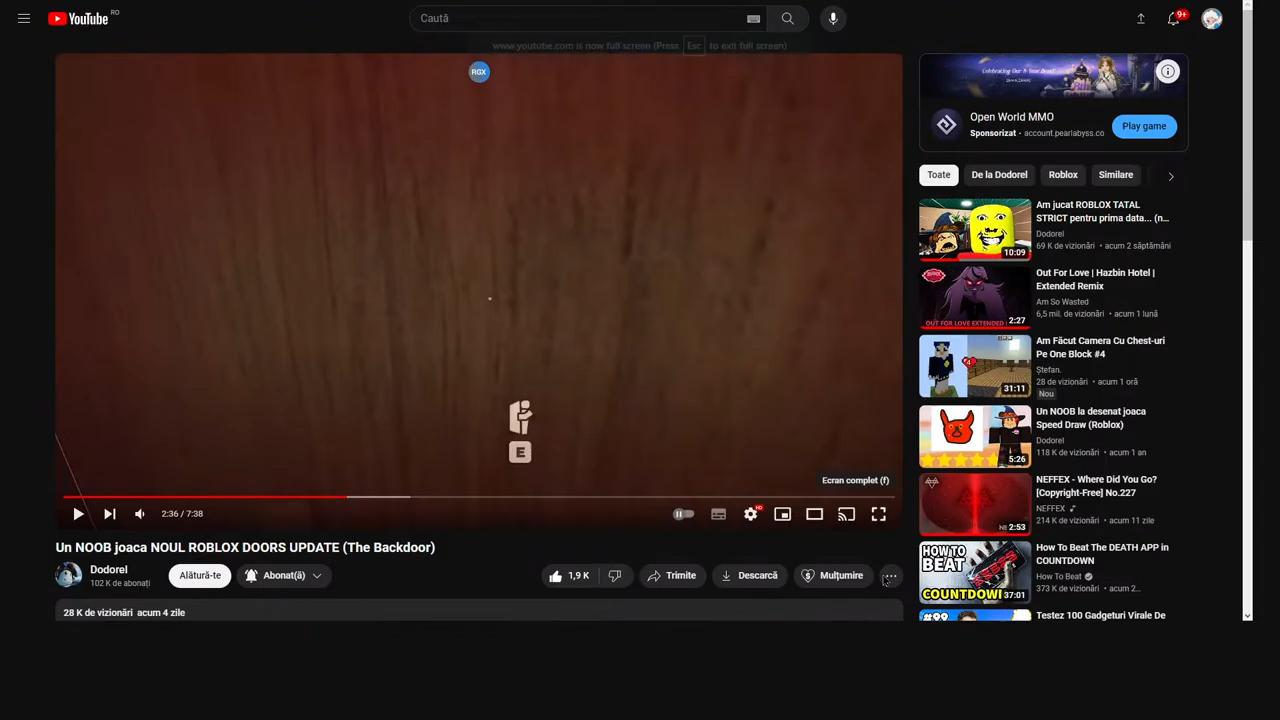 YouTube RO
Caută
9+
www.youtube.com is now full screen (Press Esc to exit full screen)
RGX
E
Ecran complet (f)
2:36 / 7:38
HD
Un NOOB joaca NOUL ROBLOX DOORS UPDATE (The Backdoor)
Dodorel
102 K de abonați
Alătură-te
Abonat(ă)
1,9 K
Trimite
Descarcă
Mulțumire
28 K de vizionări acum 4 zile
Open World MMO
Sponsorizat • account.pearlabyss.co
Play game
Toate
De la Dodorel
Roblox
Similare
Am jucat ROBLOX TATAL
STRICT pentru prima data... (n...
Dodorel
69 K de vizionări • acum 2 săptămâni
10:09
Out For Love | Hazbin Hotel |
Extended Remix
Am So Wasted
6,5 mil. de vizionări • acum 1 lună
OUT FOR LOVE EXTENDED
2:27
Am Făcut Camera Cu Chest-uri
Pe One Block #4
Ștefan.
28 de vizionări • acum 1 oră
Nou
31:11
Un NOOB la desenat joaca
Speed Draw (Roblox)
Dodorel
118 K de vizionări • acum 1 an
5:26
NEFFEX - Where Did You Go?
[Copyright-Free] No.227
NEFFEX
214 K de vizionări • acum 11 zile
2:53
How To Beat The DEATH APP in
COUNTDOWN
How To Beat
373 K de vizionări • acum 2...
HOW TO
BEAT
COUNTDOWN
37:01
Testez 100 Gadgeturi Virale De
#99